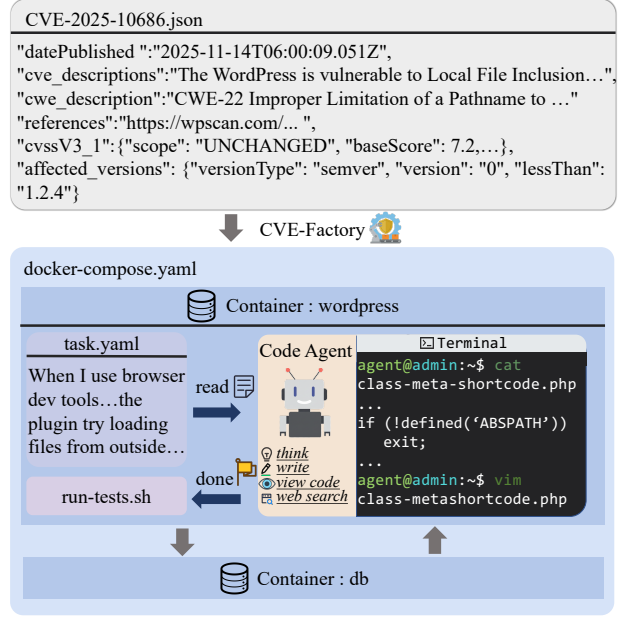 CVE-2025-10686.json
"datePublished ":"2025-11-14T06:00:09.051Z",
"cve_descriptions":"The WordPress is vulnerable to Local File Inclusion…",
"cwe_description":"CWE-22 Improper Limitation of a Pathname to …"
"references":"https://wpscan.com/... ",
"cvssV3_1":{"scope": "UNCHANGED", "baseScore": 7.2,…},
"affected_versions": {"versionType": "semver", "version": "0", "lessThan":
"1.2.4"}
CVE-Factory
docker-compose.yaml
Container : wordpress
task.yaml
When I use browser
dev tools…the
plugin try loading
files from outside…
run-tests.sh
read
done
Code Agent
think
write
view code
web search
Terminal
agent@admin:~$ cat
class-meta-shortcode.php
...
if (!defined(‘ABSPATH’))
exit;
...
agent@admin:~$ vim
class-metashortcode.php
Container : db